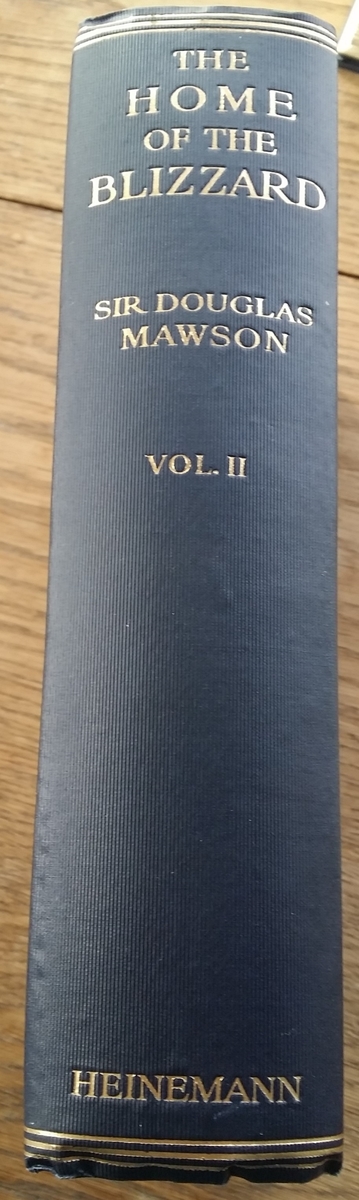 THE
HOME
OF THE
BLIZZARD
SIR DOUGLAS
MAWSON
VOL. II
HEINEMANN